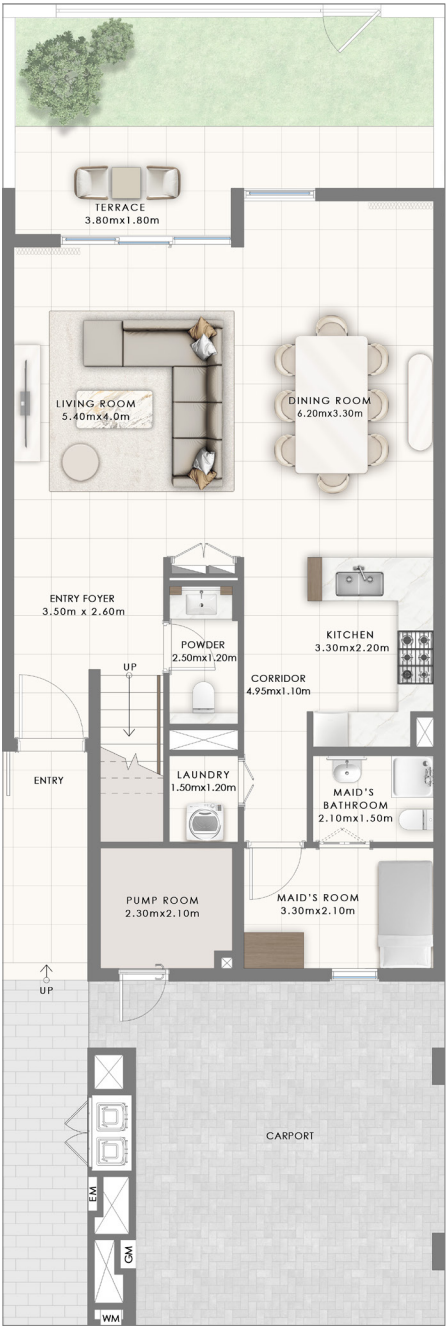 TERRACE
3.80mx1.80m
LIVING ROOM
5.40mx4.0m
DINING ROOM
6.20mx3.30m
ENTRY FOYER
3.50m x 2.60m
POWDER
2.50mx1.20m
KITCHEN
3.30mx2.20m
UP
CORRIDOR
4.95mx1.10m
ENTRY
LAUNDRY
1.50mx1.20m
MAID'S
BATHROOM
2.10mx1.50m
PUMP ROOM
2.30mx2.10m
MAID'S ROOM
3.30mx2.10m
UP
CARPORT
EM
GM
WM